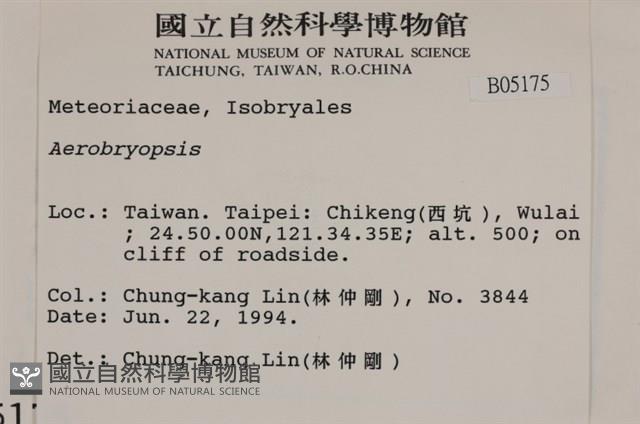 國立自然科學博物館
NATIONAL MUSEUM OF NATURAL SCIENCE
TAICHUNG, TAIWAN, R.O.CHINA
B05175
Meteoriaceae, Isobryales
Aerobryopsis
Loc.: Taiwan. Taipei: Chikeng(西坑), Wulai
; 24.50.00N,121.34.35E; alt. 500; on
cliff of roadside.
Col.: Chung-kang Lin(林仲剛), No. 3844
Date: Jun. 22, 1994.
Det.: Chung-kang Lin(林仲剛)
國立自然科學博物館
NATIONAL MUSEUM OF NATURAL SCIENCE